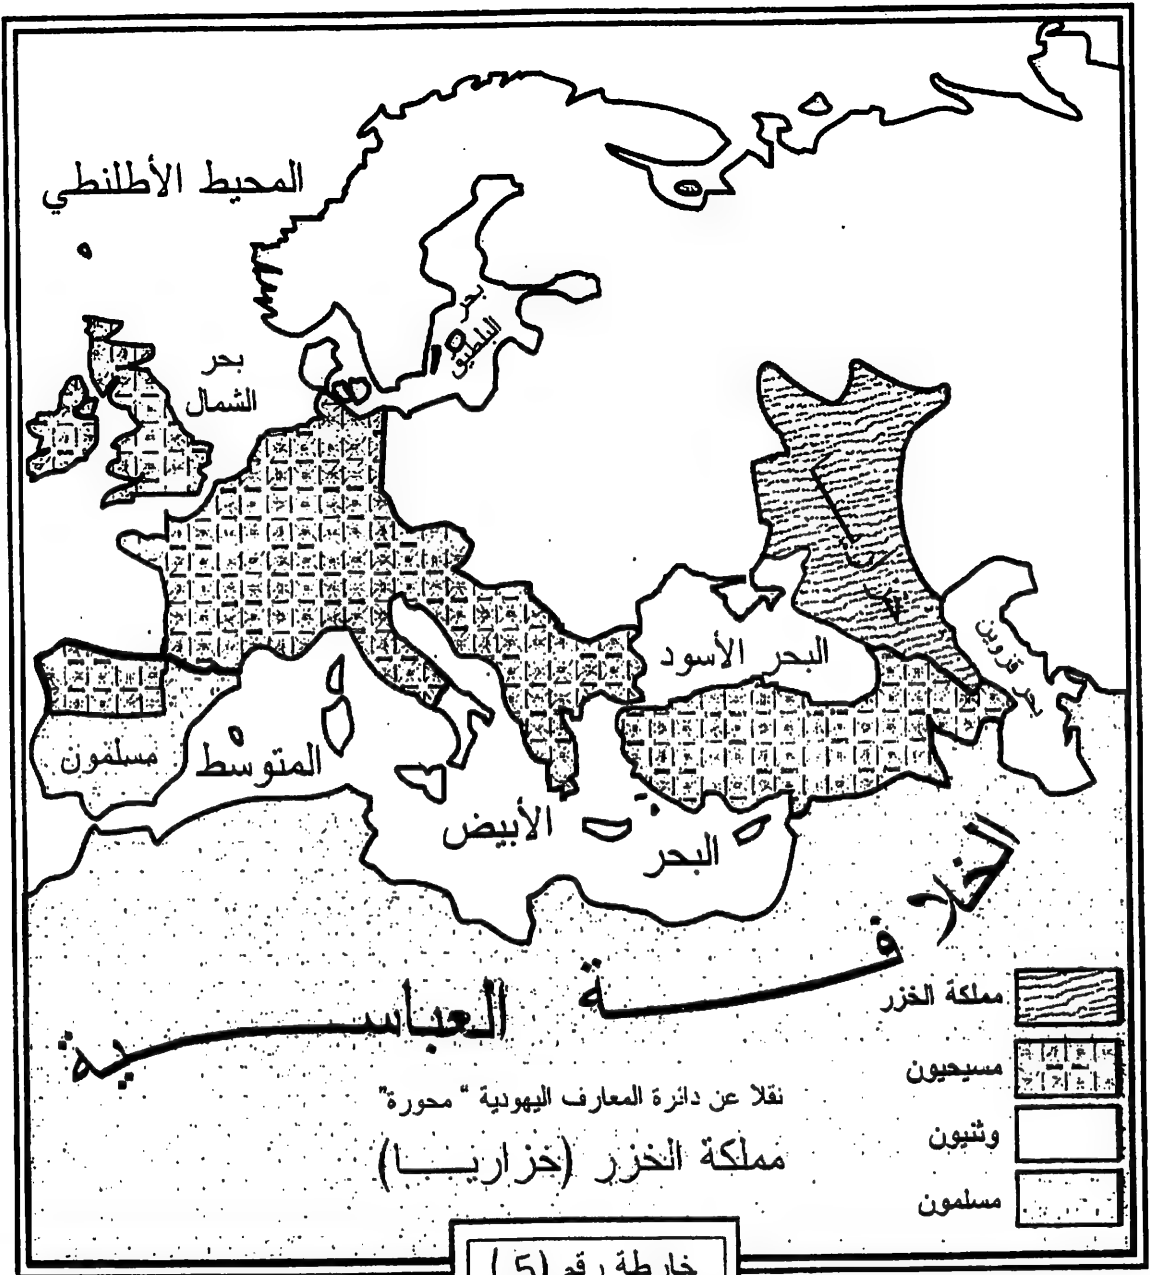 المحيط الأطلنطي
بحر
البلطيق
بحر
الشمال
بحر قزوين
البحر الأسود
مسلمون
المتوسط
الأبيض
البحر
الخلافة العباسية
مملكة الخزر
مسيحيون
وثنيون
مسلمون
نقلا عن دائرة المعارف اليهودية " محورة"
مملكة الخزر (خزاريا)
خارطة رقم (5)